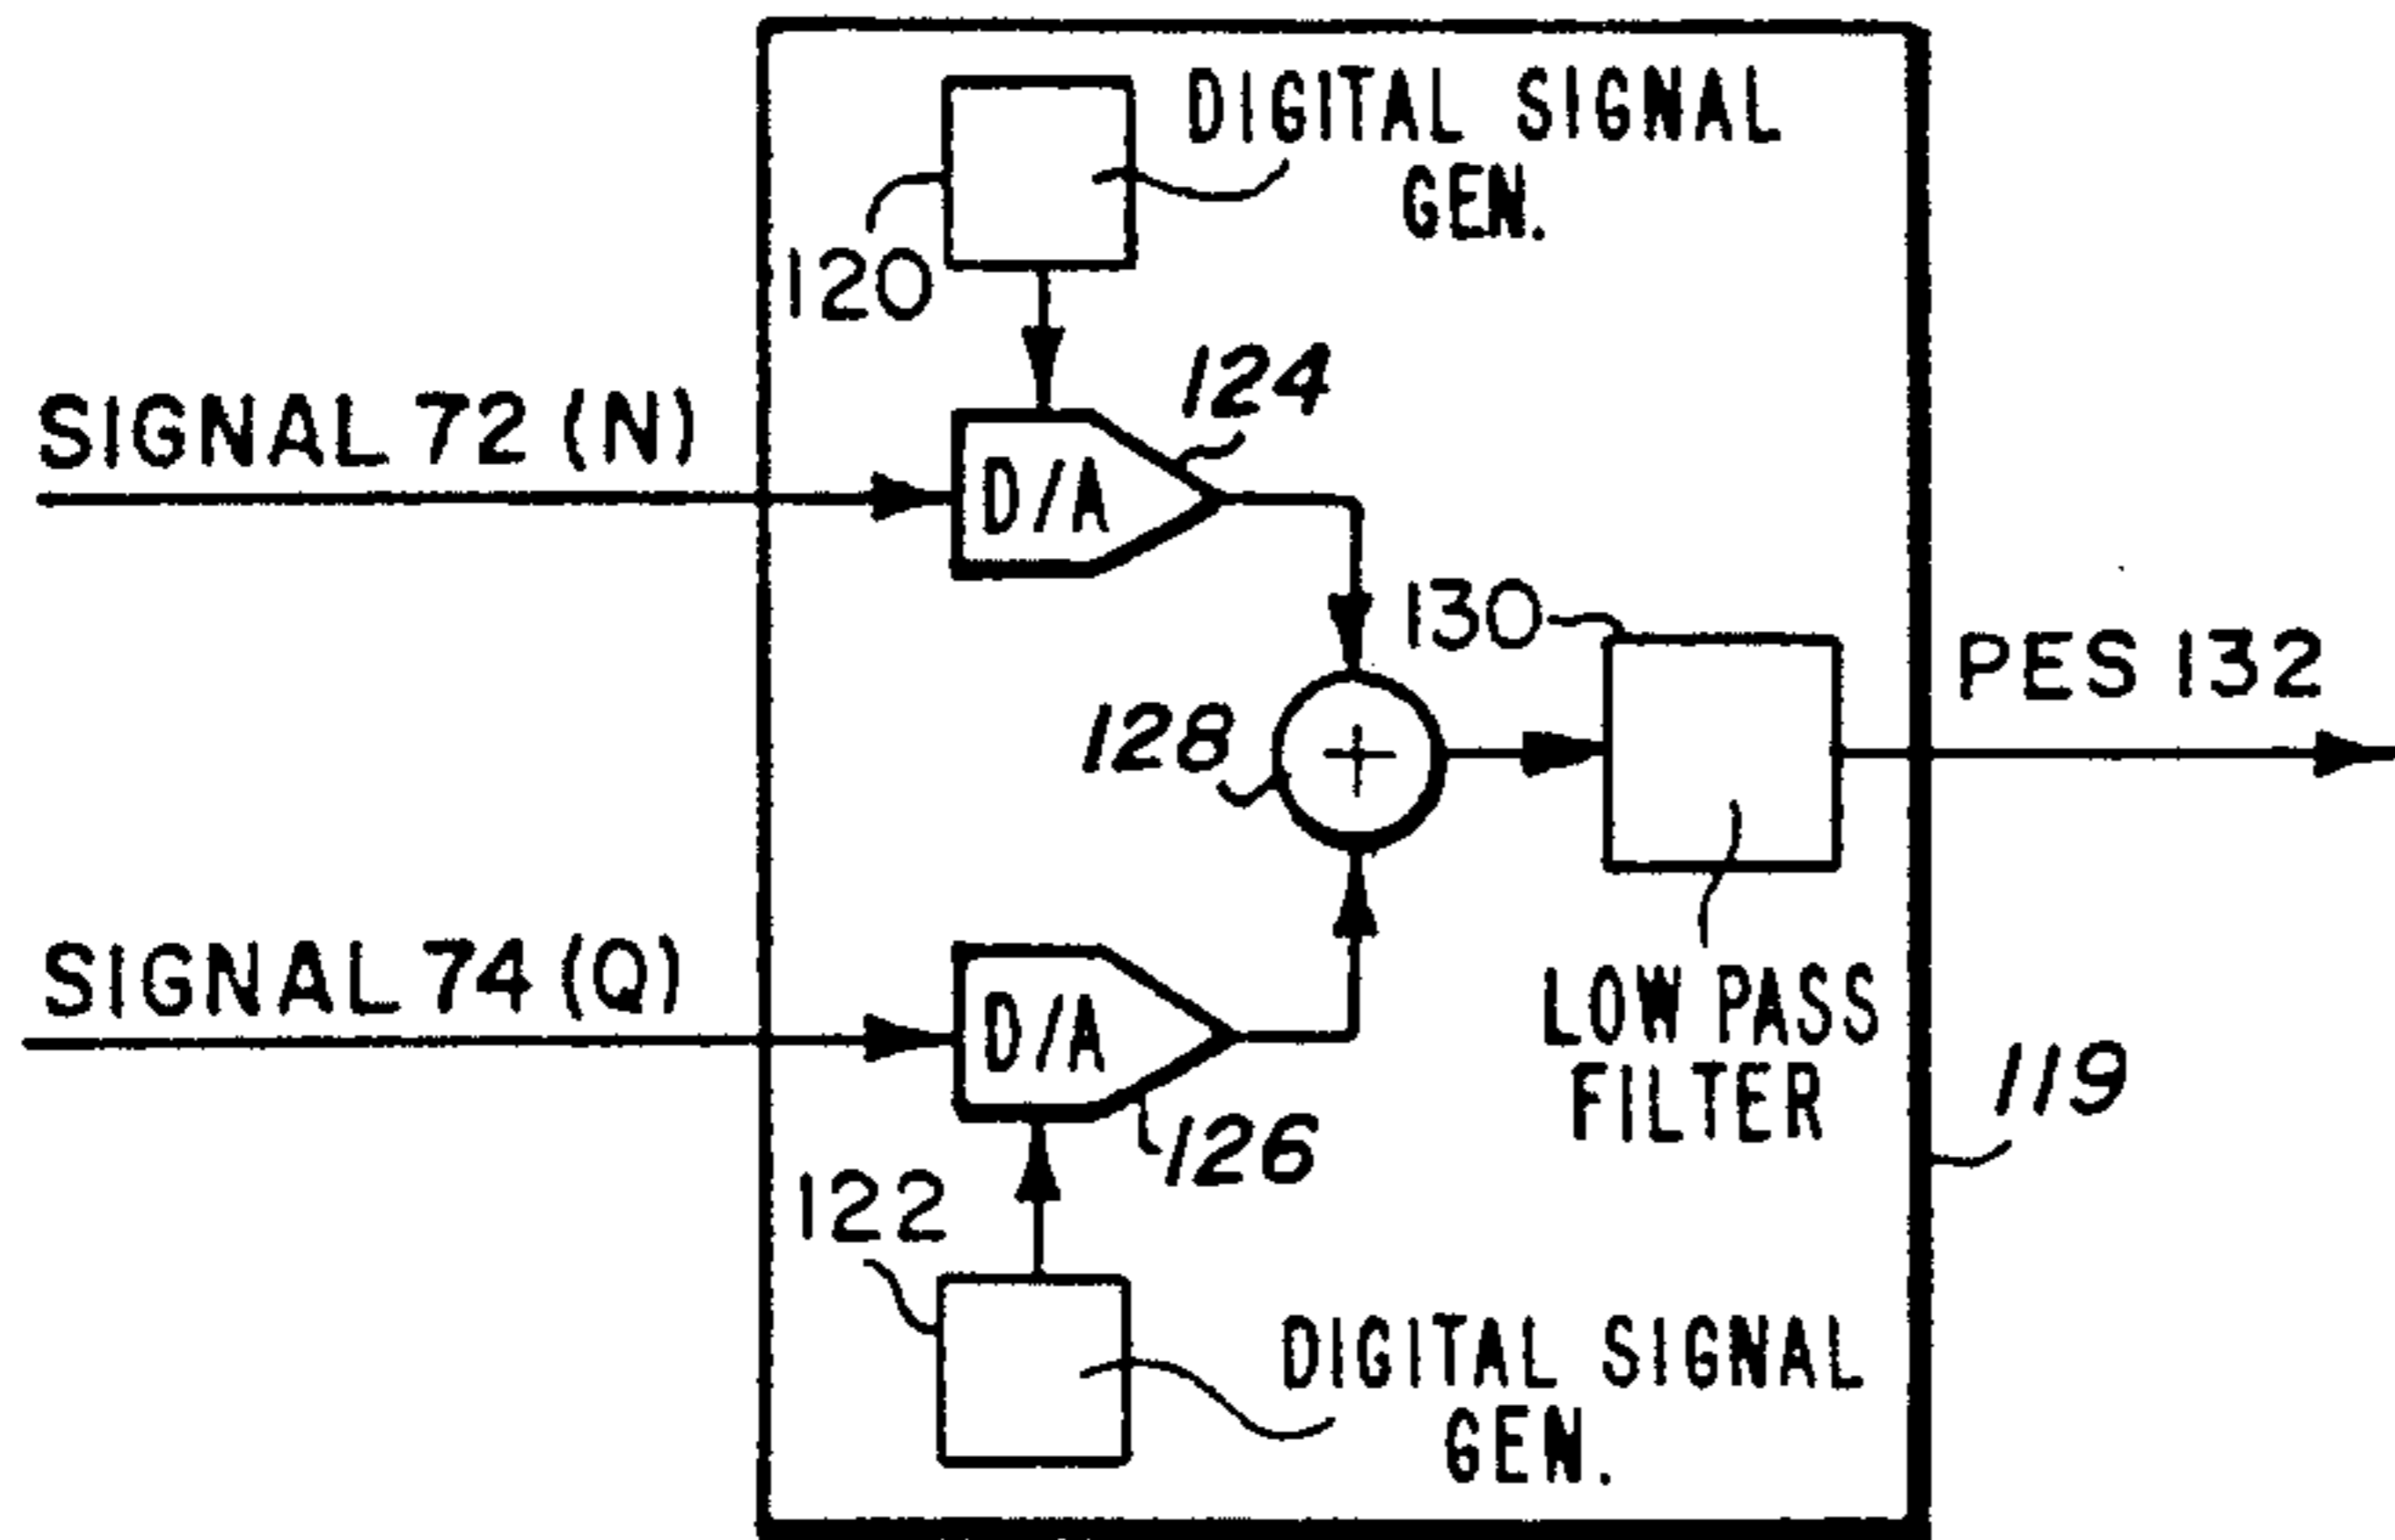 DIGITAL SIGNAL
GEN.
120
124
SIGNAL 72 (N)
D/A
130
PES 132
128
SIGNAL 74 (Q)
D/A
LOW PASS
FILTER
119
126
122
DIGITAL SIGNAL
GEN.